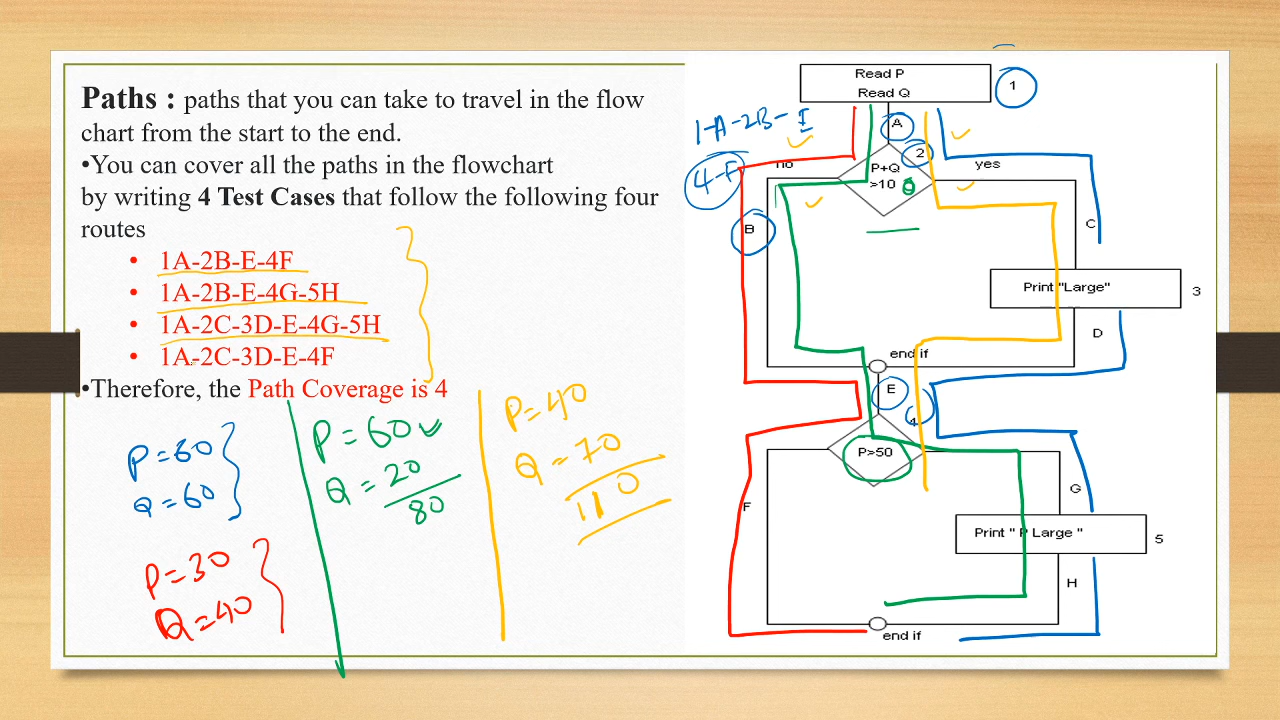 Paths : paths that you can take to travel in the flow
chart from the start to the end.
•You can cover all the paths in the flowchart
by writing 4 Test Cases that follow the following four
routes
• 1A-2B-E-4F
• 1A-2B-E-4G-5H
• 1A-2C-3D-E-4G-5H
• 1A-2C-3D-E-4F
•Therefore, the Path Coverage is 4
P=60
Q=60
P=30
Q=40
P=60
Q=20
80
P=40
Q=70
110
1-A-2B-E
4-F
Read P
Read Q
1
A
2
no
P+Q
>10 0
yes
B
C
Print "Large"
3
D
end if
E
4
P>50
F
G
Print " P Large "
5
H
end if